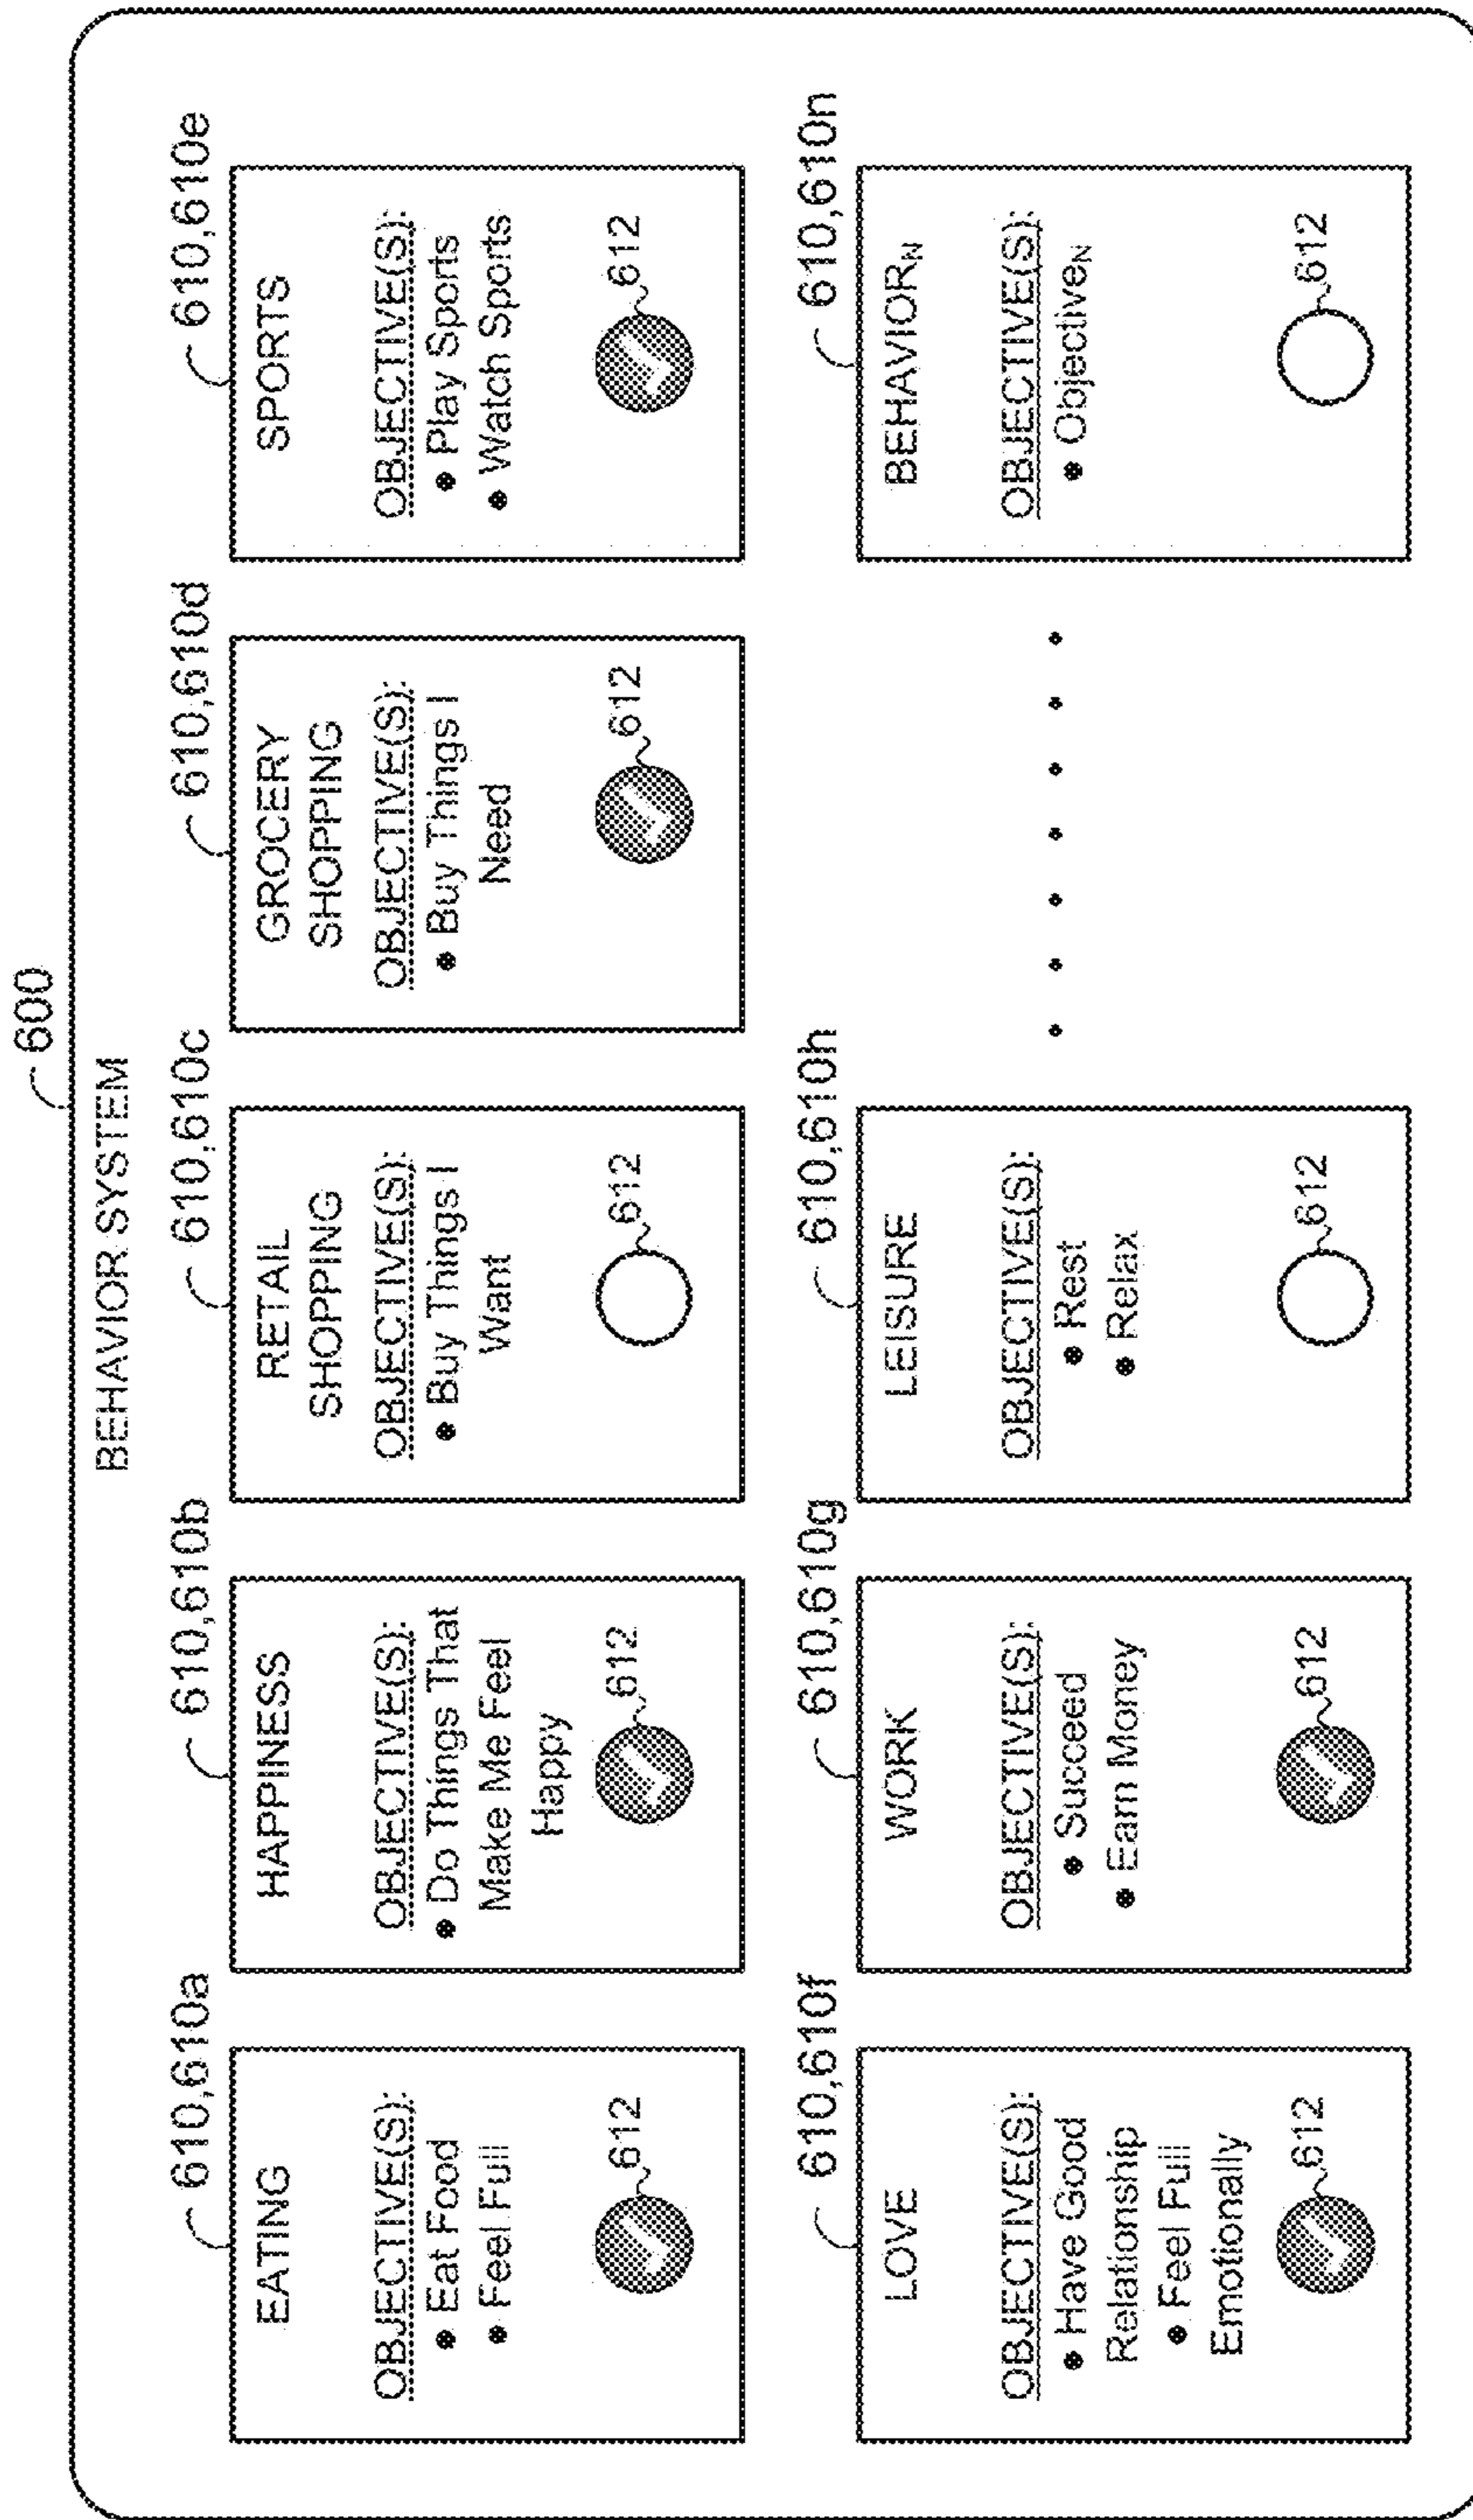 600
BEHAVIOR SYSTEM
610,610a
EATING
OBJECTIVE(S):
• Eat Food
• Feel Full
612
610,610b
HAPPINESS
OBJECTIVE(S):
• Do Things That
Make Me Feel
Happy
612
610,610c
RETAIL
SHOPPING
OBJECTIVE(S):
• Buy Things I
Want
612
610,610d
GROCERY
SHOPPING
OBJECTIVE(S):
• Buy Things I
Need
612
610,610e
SPORTS
OBJECTIVE(S):
• Play Sports
• Watch Sports
612
610,610f
LOVE
OBJECTIVE(S):
• Have Good
Relationship
• Feel Full
Emotionally
612
610,610g
WORK
OBJECTIVE(S):
• Succeed
• Earn Money
612
610,610h
LEISURE
OBJECTIVE(S):
• Rest
• Relax
612
610,610n
BEHAVIORN
OBJECTIVE(S):
• ObjectiveN
612